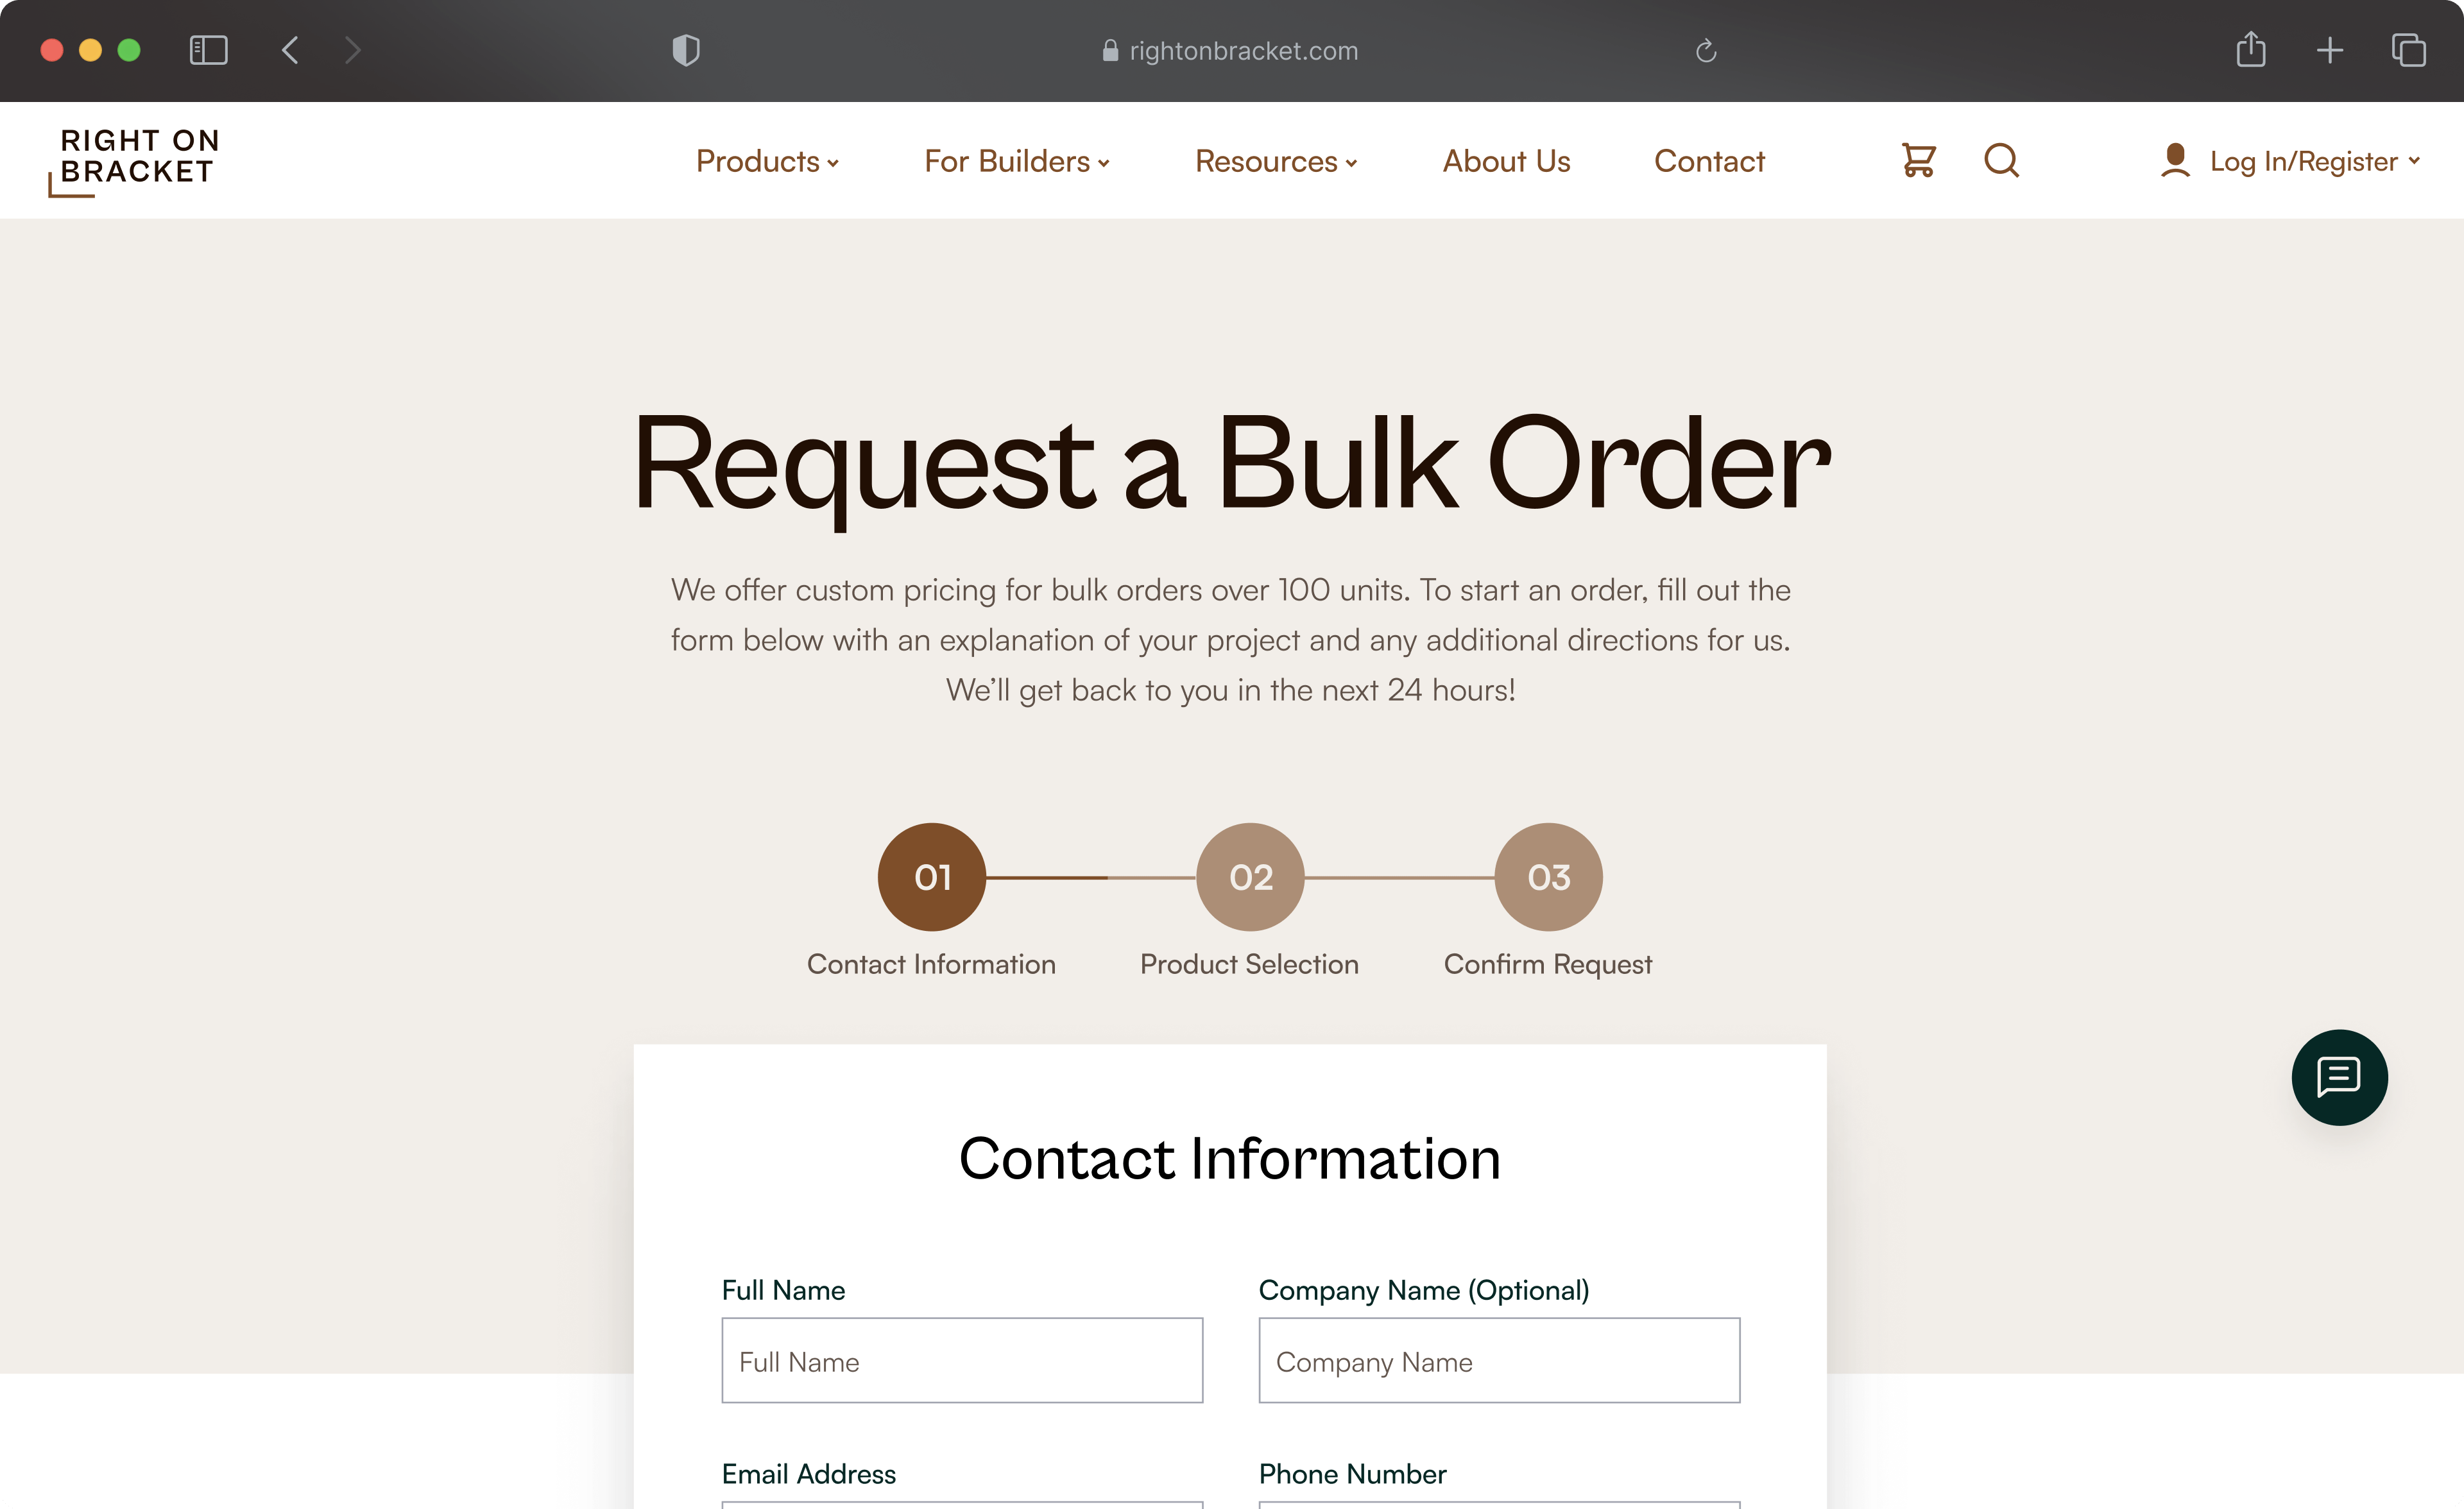 rightonbracket.com
RIGHT ON
BRACKET
Products
For Builders
Resources
About Us
Contact
Log In/Register
Request a Bulk Order
We offer custom pricing for bulk orders over 100 units. To start an order, fill out the
form below with an explanation of your project and any additional directions for us.
We’ll get back to you in the next 24 hours!
01
02
03
Contact Information
Product Selection
Confirm Request
Contact Information
Full Name
Company Name (Optional)
Full Name
Company Name
Email Address
Phone Number